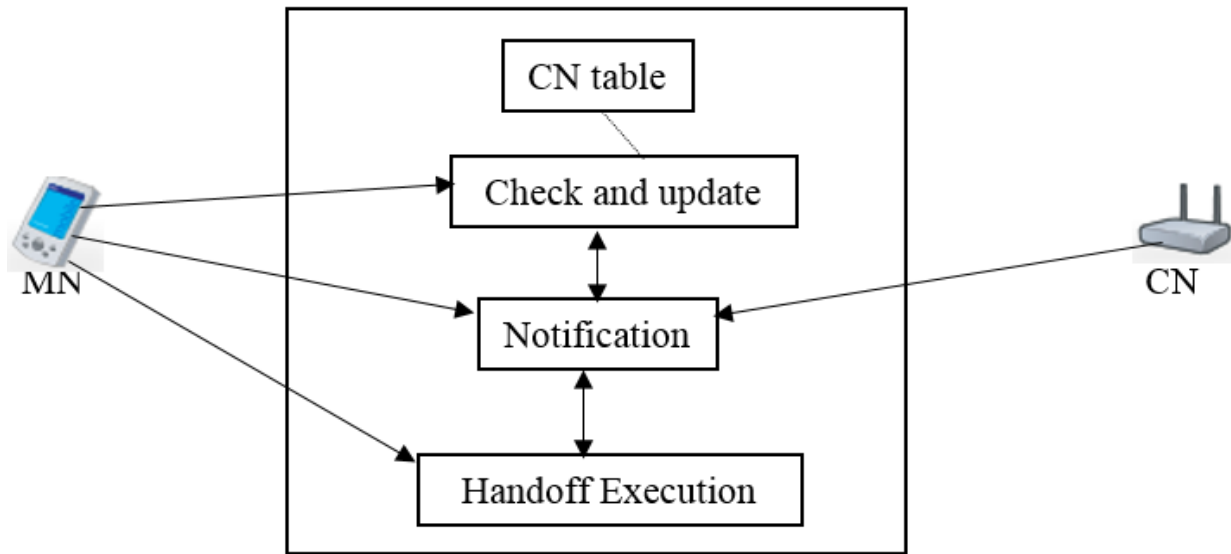 CN table
Check and update
MN
CN
Notification
Handoff Execution